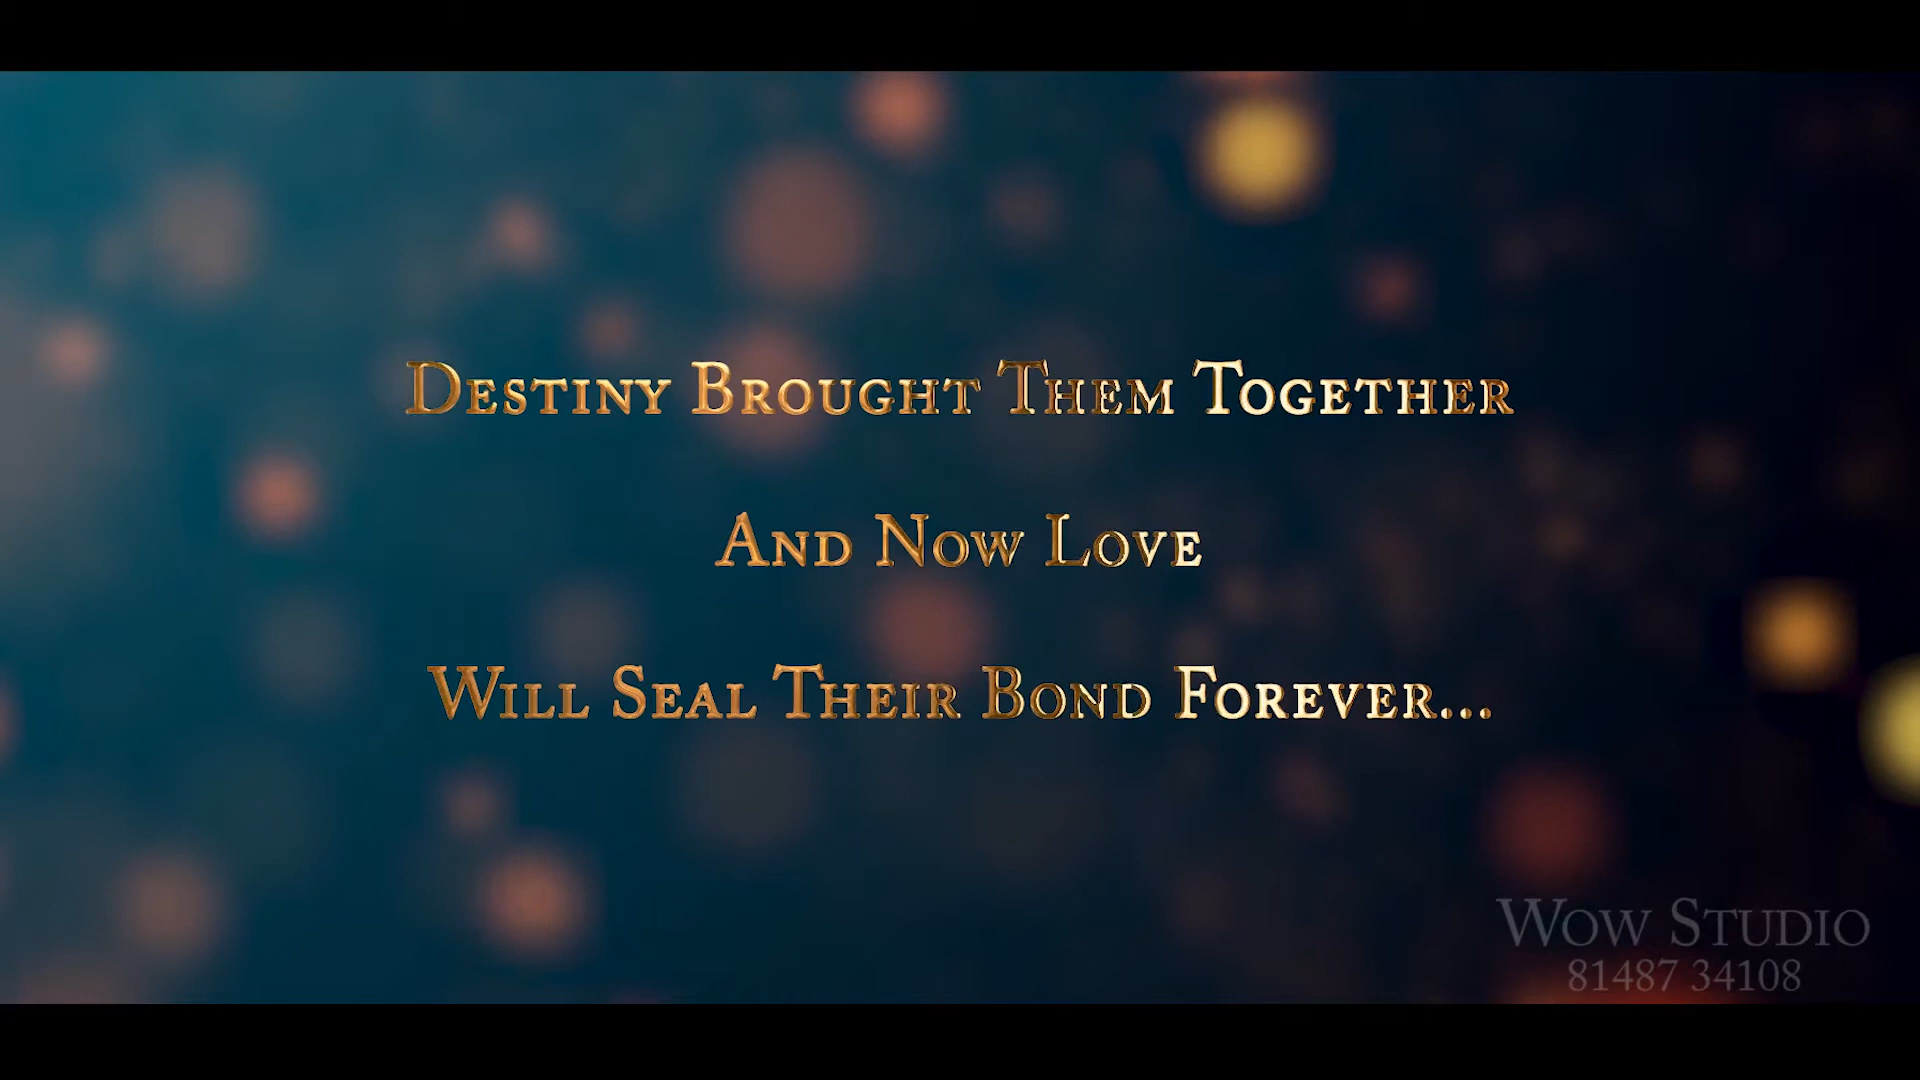 Destiny Brought Them Together
And Now Love
Will Seal Their Bond Forever...
Wow Studio
81487 34108